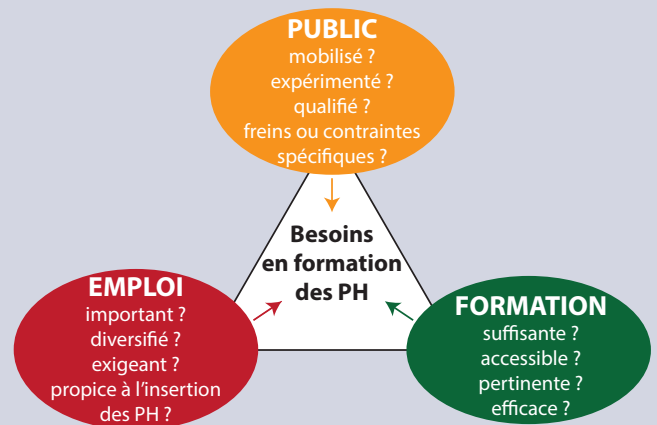 PUBLIC
mobilisé ?
expérimenté ?
qualifié ?
freins ou contraintes
spécifiques ?
Besoins
en formation
des PH
EMPLOI
important ?
diversifié ?
exigeant ?
propice à l'insertion
des PH ?
FORMATION
suffisante ?
accessible ?
pertinente ?
efficace ?